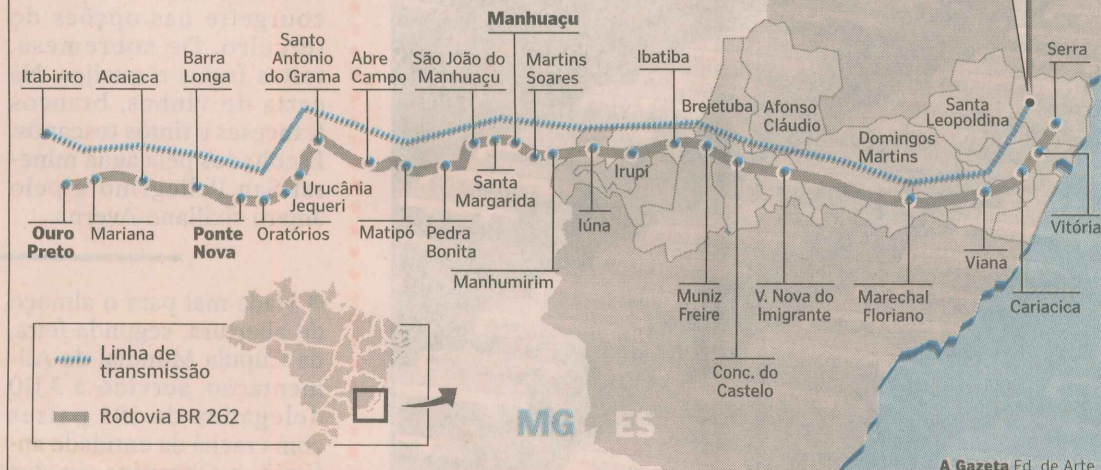 Manhuaçu
Itabirito
Acaiaca
Barra
Longa
Santo
Antonio
do Grama
Abre
Campo
São João do
Manhuaçu
Martins
Soares
Ibatiba
Serra
Brejetuba
Afonso
Cláudio
Santa
Leopoldina
Domingos
Martins
Urucânia
Jequeri
Santa
Margarida
Irupi
Ouro
Preto
Mariana
Ponte
Nova
Oratórios
Matipó
Pedra
Bonita
Iúna
Vitória
Viana
Manhumirim
Muniz
Freire
V. Nova do
Imigrante
Marechal
Floriano
Cariacica
Conc. do
Castelo
Linha de
transmissão
Rodovia BR 262
MG
ES
A Gazeta Ed. de Arte